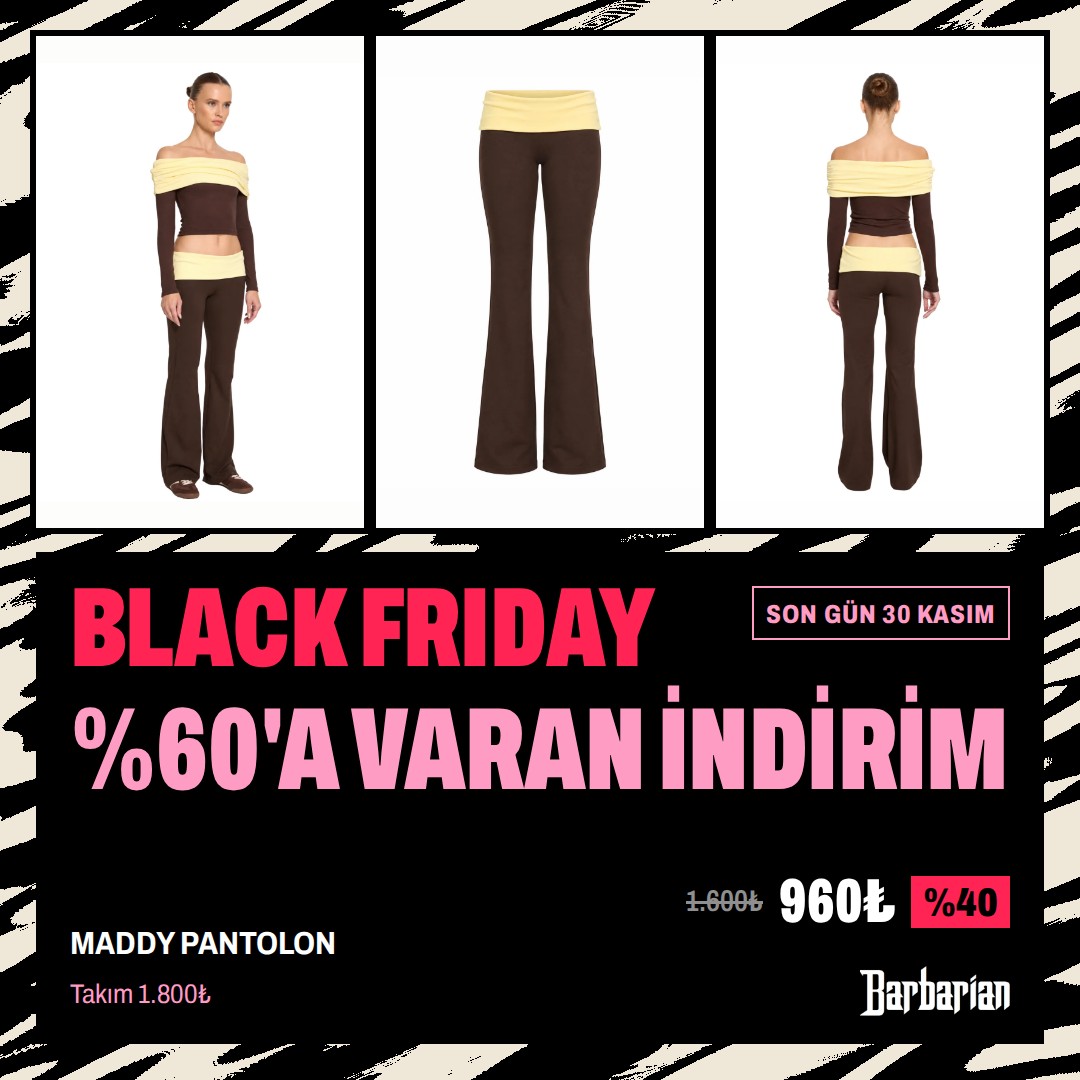 BLACK FRIDAY
SON GÜN 30 KASIM
%60'A VARAN İNDİRİM
1.600₺ 960₺ %40
MADDY PANTOLON
Takım 1.800₺
Barbarian